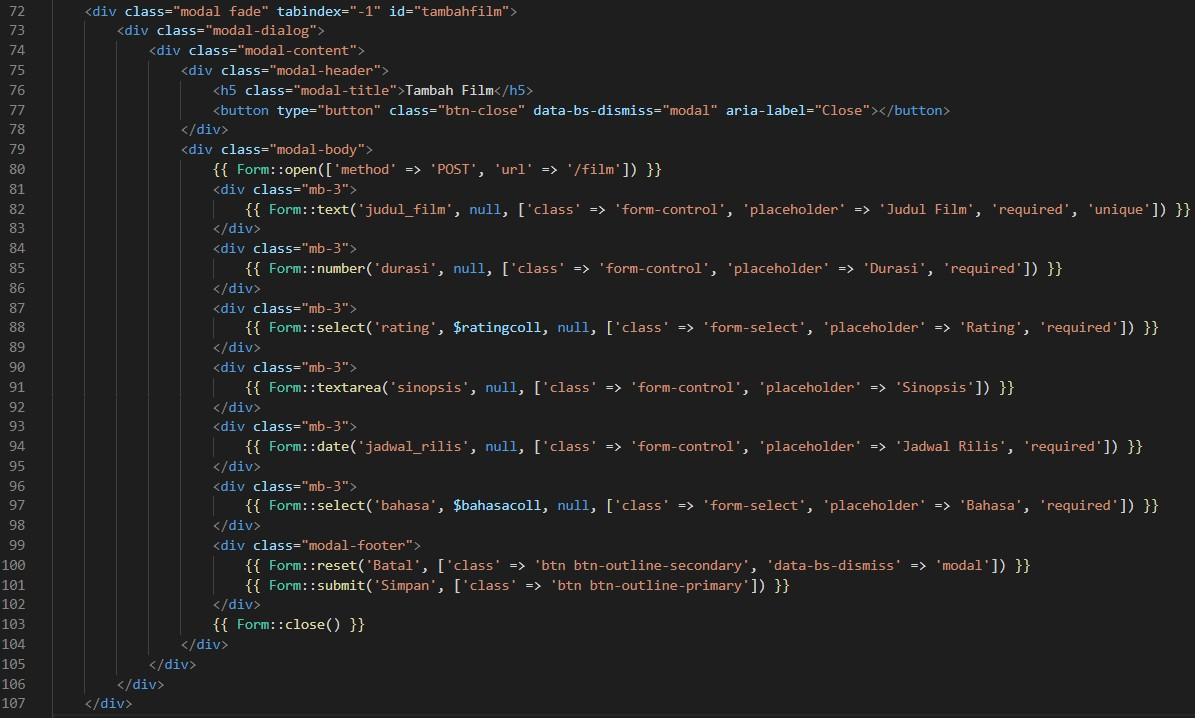 72 <div class="modal fade" tabindex="-1" id="tambahfilm">
73 <div class="modal-dialog">
74 <div class="modal-content">
75 <div class="modal-header">
76 <h5 class="modal-title">Tambah Film</h5>
77 <button type="button" class="btn-close" data-bs-dismiss="modal" aria-label="Close"></button>
78 </div>
79 <div class="modal-body">
80 {{ Form::open(['method' => 'POST', 'url' => '/film']) }}
81 <div class="mb-3">
82 {{ Form::text('judul_film', null, ['class' => 'form-control', 'placeholder' => 'Judul Film', 'required', 'unique']) }}
83 </div>
84 <div class="mb-3">
85 {{ Form::number('durasi', null, ['class' => 'form-control', 'placeholder' => 'Durasi', 'required']) }}
86 </div>
87 <div class="mb-3">
88 {{ Form::select('rating', $ratingcoll, null, ['class' => 'form-select', 'placeholder' => 'Rating', 'required']) }}
89 </div>
90 <div class="mb-3">
91 {{ Form::textarea('sinopsis', null, ['class' => 'form-control', 'placeholder' => 'Sinopsis']) }}
92 </div>
93 <div class="mb-3">
94 {{ Form::date('jadwal_rilis', null, ['class' => 'form-control', 'placeholder' => 'Jadwal Rilis', 'required']) }}
95 </div>
96 <div class="mb-3">
97 {{ Form::select('bahasa', $bahasacoll, null, ['class' => 'form-select', 'placeholder' => 'Bahasa', 'required']) }}
98 </div>
99 <div class="modal-footer">
100 {{ Form::reset('Batal', ['class' => 'btn btn-outline-secondary', 'data-bs-dismiss' => 'modal']) }}
101 {{ Form::submit('Simpan', ['class' => 'btn btn-outline-primary']) }}
102 </div>
103 {{ Form::close() }}
104 </div>
105 </div>
106 </div>
107 </div>